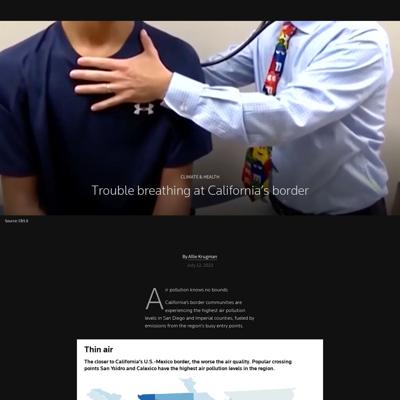 CLIMATE & HEALTH
Trouble breathing at California's border
Source: CBS 8
By Allie Krugman
July 12, 2023
Air pollution knows no bounds.
California's border communities are
experiencing the highest air pollution
levels in San Diego and Imperial counties, fueled by
emissions from the region's busy entry points.
Thin air
The closer to California's U.S.-Mexico border, the worse the air quality. Popular crossing
points San Ysidro and Calexico have the highest air pollution levels in the region.